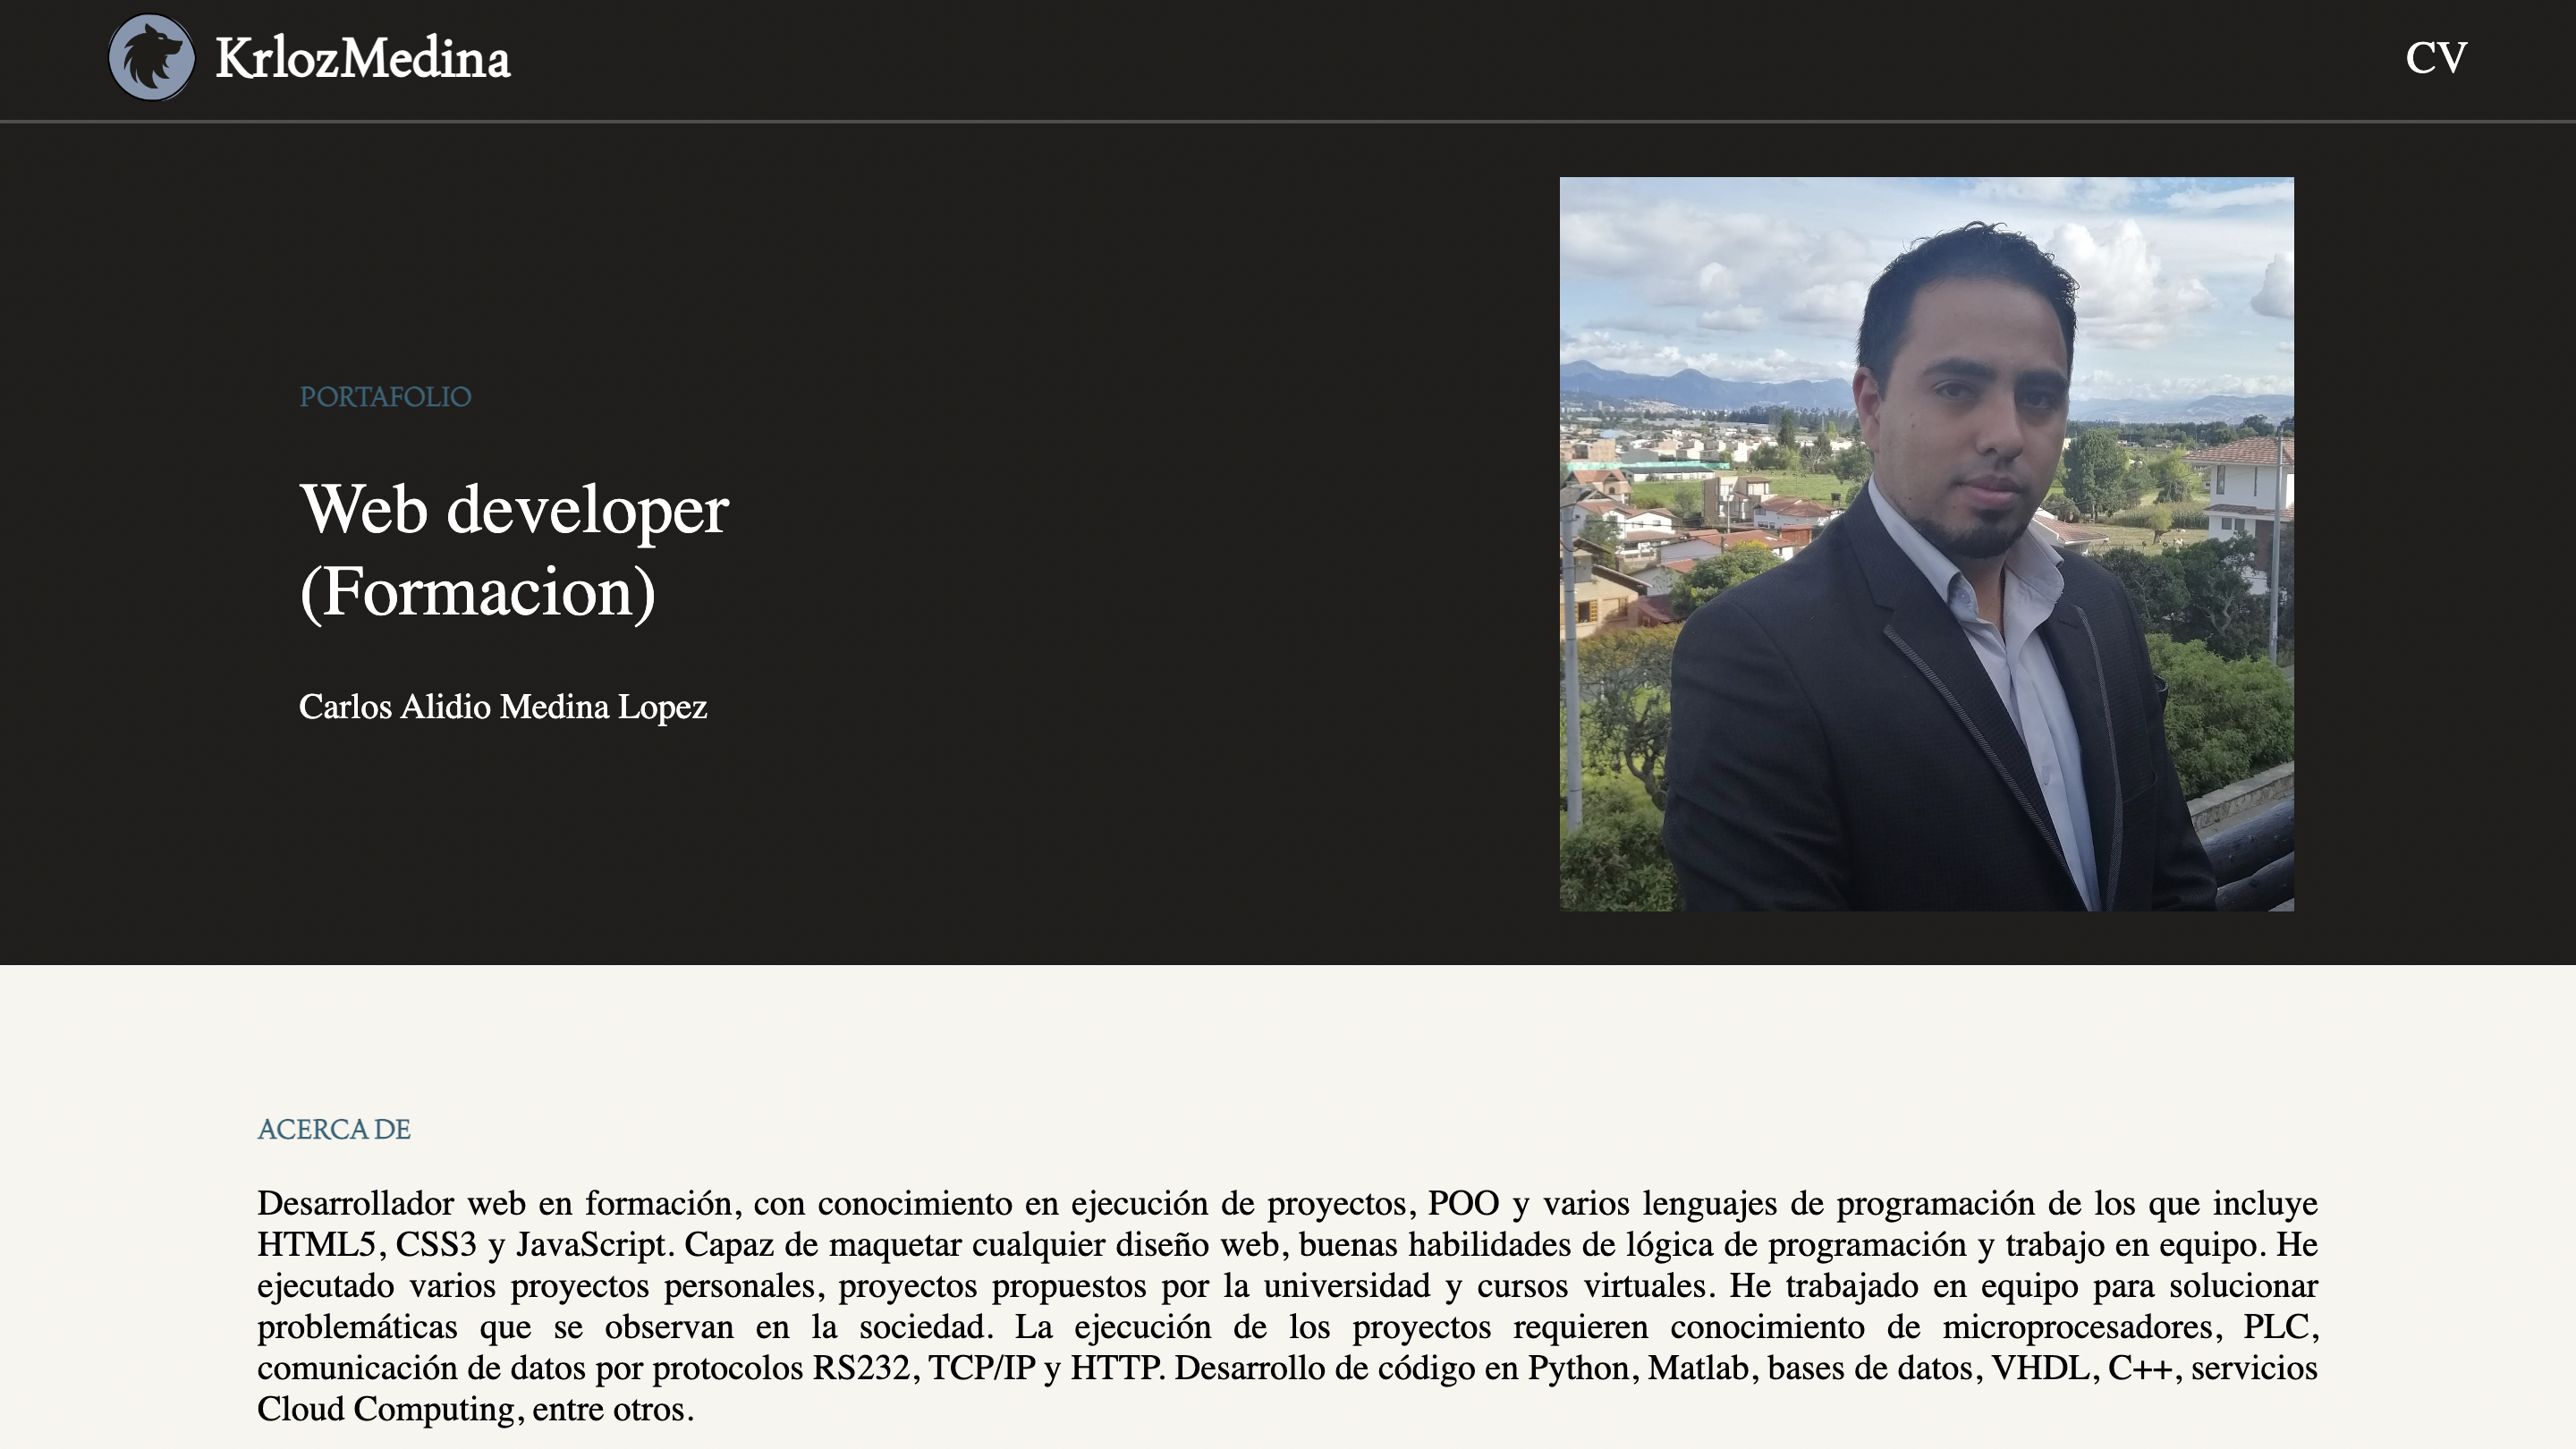 KrlozMedina
CV
PORTAFOLIO
Web developer
(Formacion)
Carlos Alidio Medina Lopez
ACERCA DE
Desarrollador web en formación, con conocimiento en ejecución de proyectos, POO y varios lenguajes de programación de los que incluye
HTML5, CSS3 y JavaScript. Capaz de maquetar cualquier diseño web, buenas habilidades de lógica de programación y trabajo en equipo. He
ejecutado varios proyectos personales, proyectos propuestos por la universidad y cursos virtuales. He trabajado en equipo para solucionar
problemáticas que se observan en la sociedad. La ejecución de los proyectos requieren conocimiento de microprocesadores, PLC,
comunicación de datos por protocolos RS232, TCP/IP y HTTP. Desarrollo de código en Python, Matlab, bases de datos, VHDL, C++, servicios
Cloud Computing, entre otros.